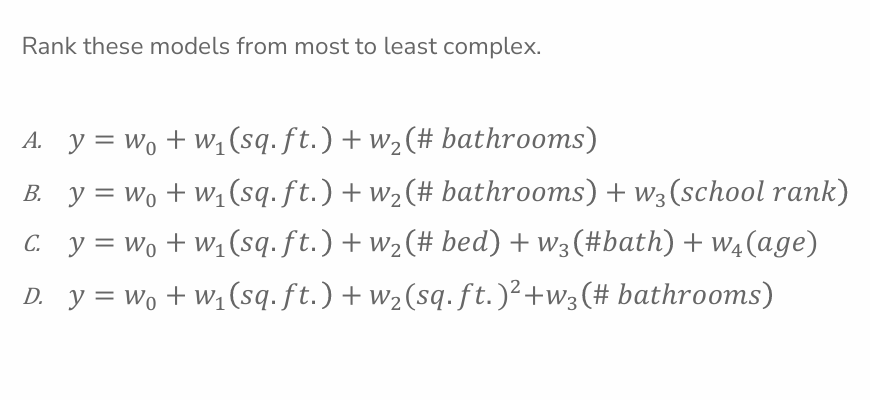 Rank these models from most to least complex.
A. y = w₀ + w₁(sq. ft.) + w₂(# bathrooms)
B. y = w₀ + w₁(sq. ft.) + w₂(# bathrooms) + w₃(school rank)
C. y = w₀ + w₁(sq. ft.) + w₂(# bed) + w₃(#bath) + w₄(age)
D. y = w₀ + w₁(sq. ft.) + w₂(sq. ft.)²+w₃(# bathrooms)